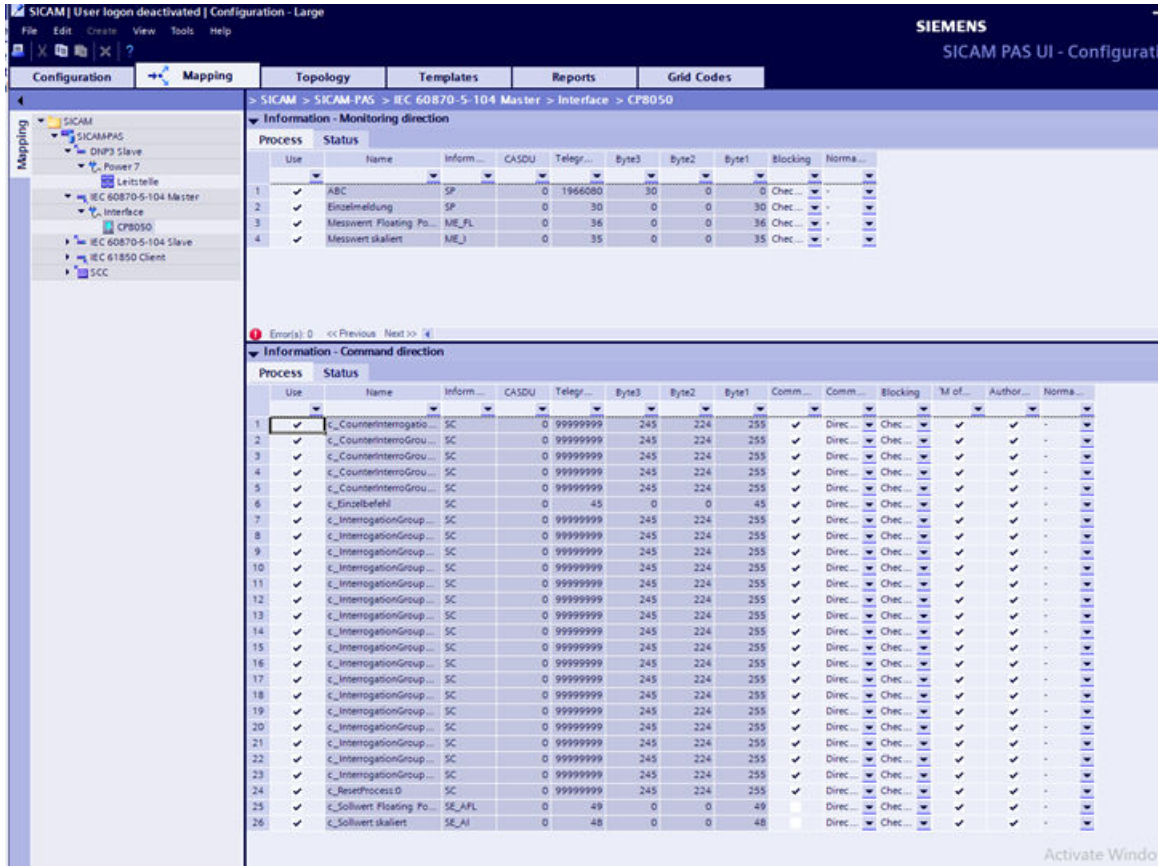 SICAM | User logon deactivated | Configuration - Large
File Edit Create View Tools Help
SIEMENS
SICAM PAS UI - Configurati
Configuration Mapping Topology Templates Reports Grid Codes
> SICAM > SICAM-PAS > IEC 60870-5-104 Master > Interface > CP8050
Mapping
SICAM
SICAM-PAS
DNP3 Slave
Power 7
Leitstelle
IEC 60870-5-104 Master
Interface
CP8050
IEC 60870-5-104 Slave
IEC 61850 Client
SCC
Information - Monitoring direction
Process Status
Use Name Inform... CASDU Telegr... Byte3 Byte2 Byte1 Blocking Norma...
1 ABC SP 0 1966080 30 0 0 Chec... -
2 Einzelmeldung SP 0 30 0 0 30 Chec... -
3 Messwerrt Floating Po... ME_FL 0 36 0 0 36 Chec... -
4 Messwert skaliert ME_I 0 35 0 0 35 Chec... -
Error(s): 0 << Previous Next >>
Information - Command direction
Process Status
Use Name Inform... CASDU Telegr... Byte3 Byte2 Byte1 Comm... Comm... Blocking 'M of... Author... Norma...
1 c_CounterInterrogatio... SC 0 99999999 245 224 255 Direc... Chec... -
2 c_CounterInterroGrou... SC 0 99999999 245 224 255 Direc... Chec... -
3 c_CounterInterroGrou... SC 0 99999999 245 224 255 Direc... Chec... -
4 c_CounterInterroGrou... SC 0 99999999 245 224 255 Direc... Chec... -
5 c_CounterInterroGrou... SC 0 99999999 245 224 255 Direc... Chec... -
6 c_Einzelbefehl SC 0 45 0 0 45 Direc... Chec... -
7 c_InterrogationGroup... SC 0 99999999 245 224 255 Direc... Chec... -
8 c_InterrogationGroup... SC 0 99999999 245 224 255 Direc... Chec... -
9 c_InterrogationGroup... SC 0 99999999 245 224 255 Direc... Chec... -
10 c_InterrogationGroup... SC 0 99999999 245 224 255 Direc... Chec... -
11 c_InterrogationGroup... SC 0 99999999 245 224 255 Direc... Chec... -
12 c_InterrogationGroup... SC 0 99999999 245 224 255 Direc... Chec... -
13 c_InterrogationGroup... SC 0 99999999 245 224 255 Direc... Chec... -
14 c_InterrogationGroup... SC 0 99999999 245 224 255 Direc... Chec... -
15 c_InterrogationGroup... SC 0 99999999 245 224 255 Direc... Chec... -
16 c_InterrogationGroup... SC 0 99999999 245 224 255 Direc... Chec... -
17 c_InterrogationGroup... SC 0 99999999 245 224 255 Direc... Chec... -
18 c_InterrogationGroup... SC 0 99999999 245 224 255 Direc... Chec... -
19 c_InterrogationGroup... SC 0 99999999 245 224 255 Direc... Chec... -
20 c_InterrogationGroup... SC 0 99999999 245 224 255 Direc... Chec... -
21 c_InterrogationGroup... SC 0 99999999 245 224 255 Direc... Chec... -
22 c_InterrogationGroup... SC 0 99999999 245 224 255 Direc... Chec... -
23 c_InterrogationGroup... SC 0 99999999 245 224 255 Direc... Chec... -
24 c_ResetProcess:0 SC 0 99999999 245 224 255 Direc... Chec... -
25 c_Sollwert Floating Po... SE_AFL 0 49 0 0 49 Direc... Chec... -
26 c_Sollwert skaliert SE_AI 0 48 0 0 48 Direc... Chec... -
Activate Windo